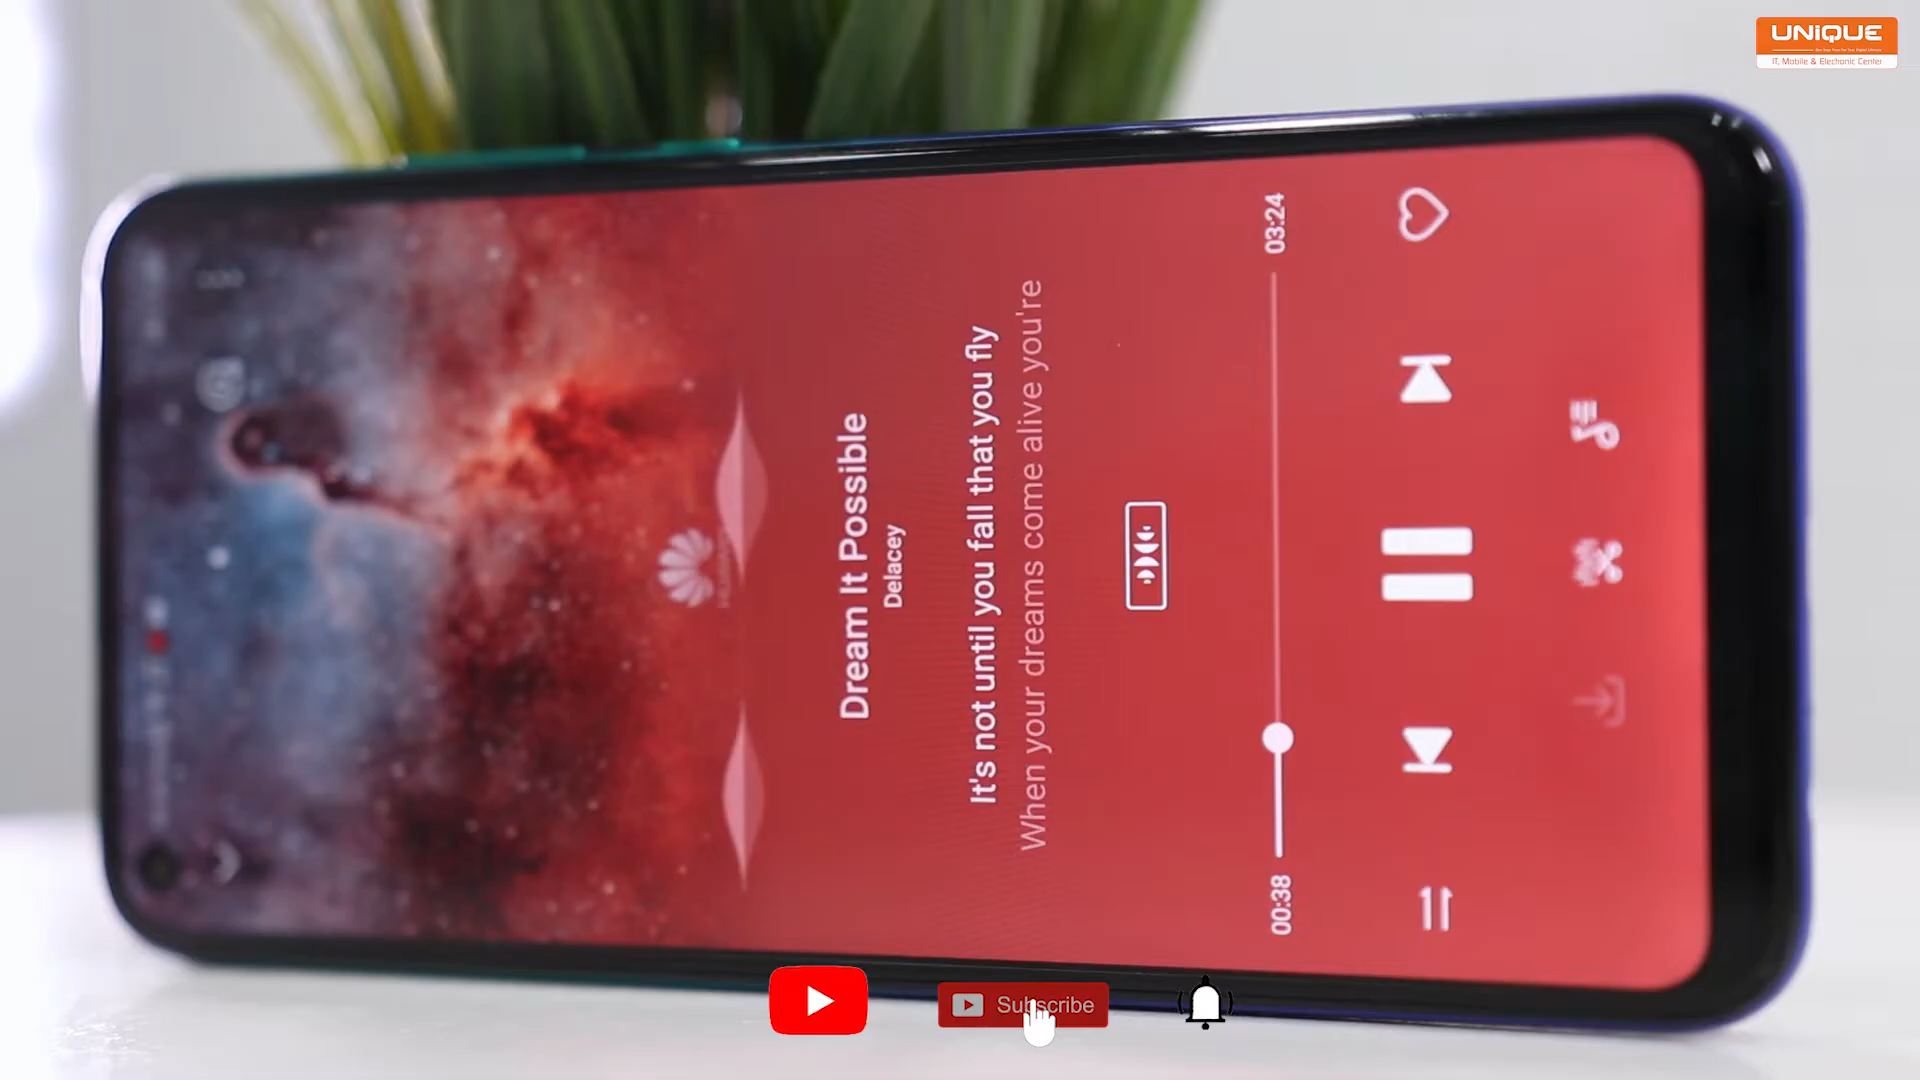 UNIQUE
IT, Mobile & Electronic Center
Dream It Possible
Delacey
It's not until you fall that you fly
When your dreams come alive you're
00:38
03:24
Subscribe